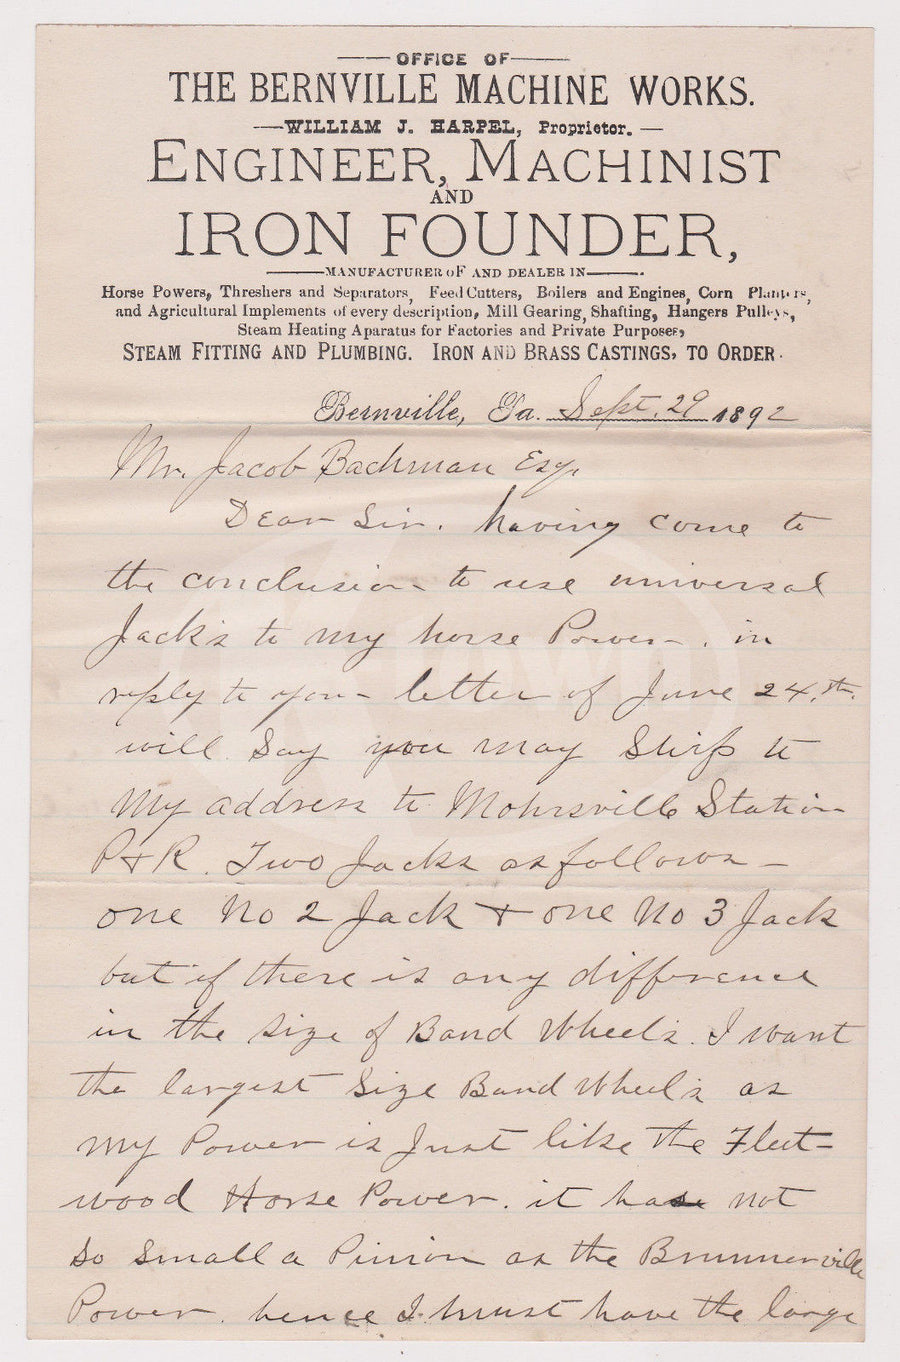 OFFICE OF
THE BERNVILLE MACHINE WORKS.
WILLIAM J. HARPEL, Proprietor.
ENGINEER, MACHINIST
AND
IRON FOUNDER,
MANUFACTURER OF AND DEALER IN
Horse Powers, Threshers and Separators, Feed Cutters, Boilers and Engines, Corn Planters,
and Agricultural Implements of every description, Mill Gearing, Shafting, Hangers Pulleys,
Steam Heating Aparatus for Factories and Private Purposes,
STEAM FITTING AND PLUMBING. IRON AND BRASS CASTINGS, TO ORDER.
Bernville, Pa. Sept. 29 1892
Mr. Jacob Bachman Esq.
Dear Sir. having come to
the conclusion to use universal
Jack's to my horse Power. in
reply to your letter of June 24.th.
will say you may Ship to
My address to Mohrsville Station
P&R. Two Jacks as follows –
one No 2 Jack & one No 3 Jack
but if there is any difference
in the size of Band Wheel's. I want
the largest Size Band Wheel's as
my Power is Just like the Fleet=
wood Horse Power. it has not
so small a Pinion as the Brunnerville
Power. hence I must have the large